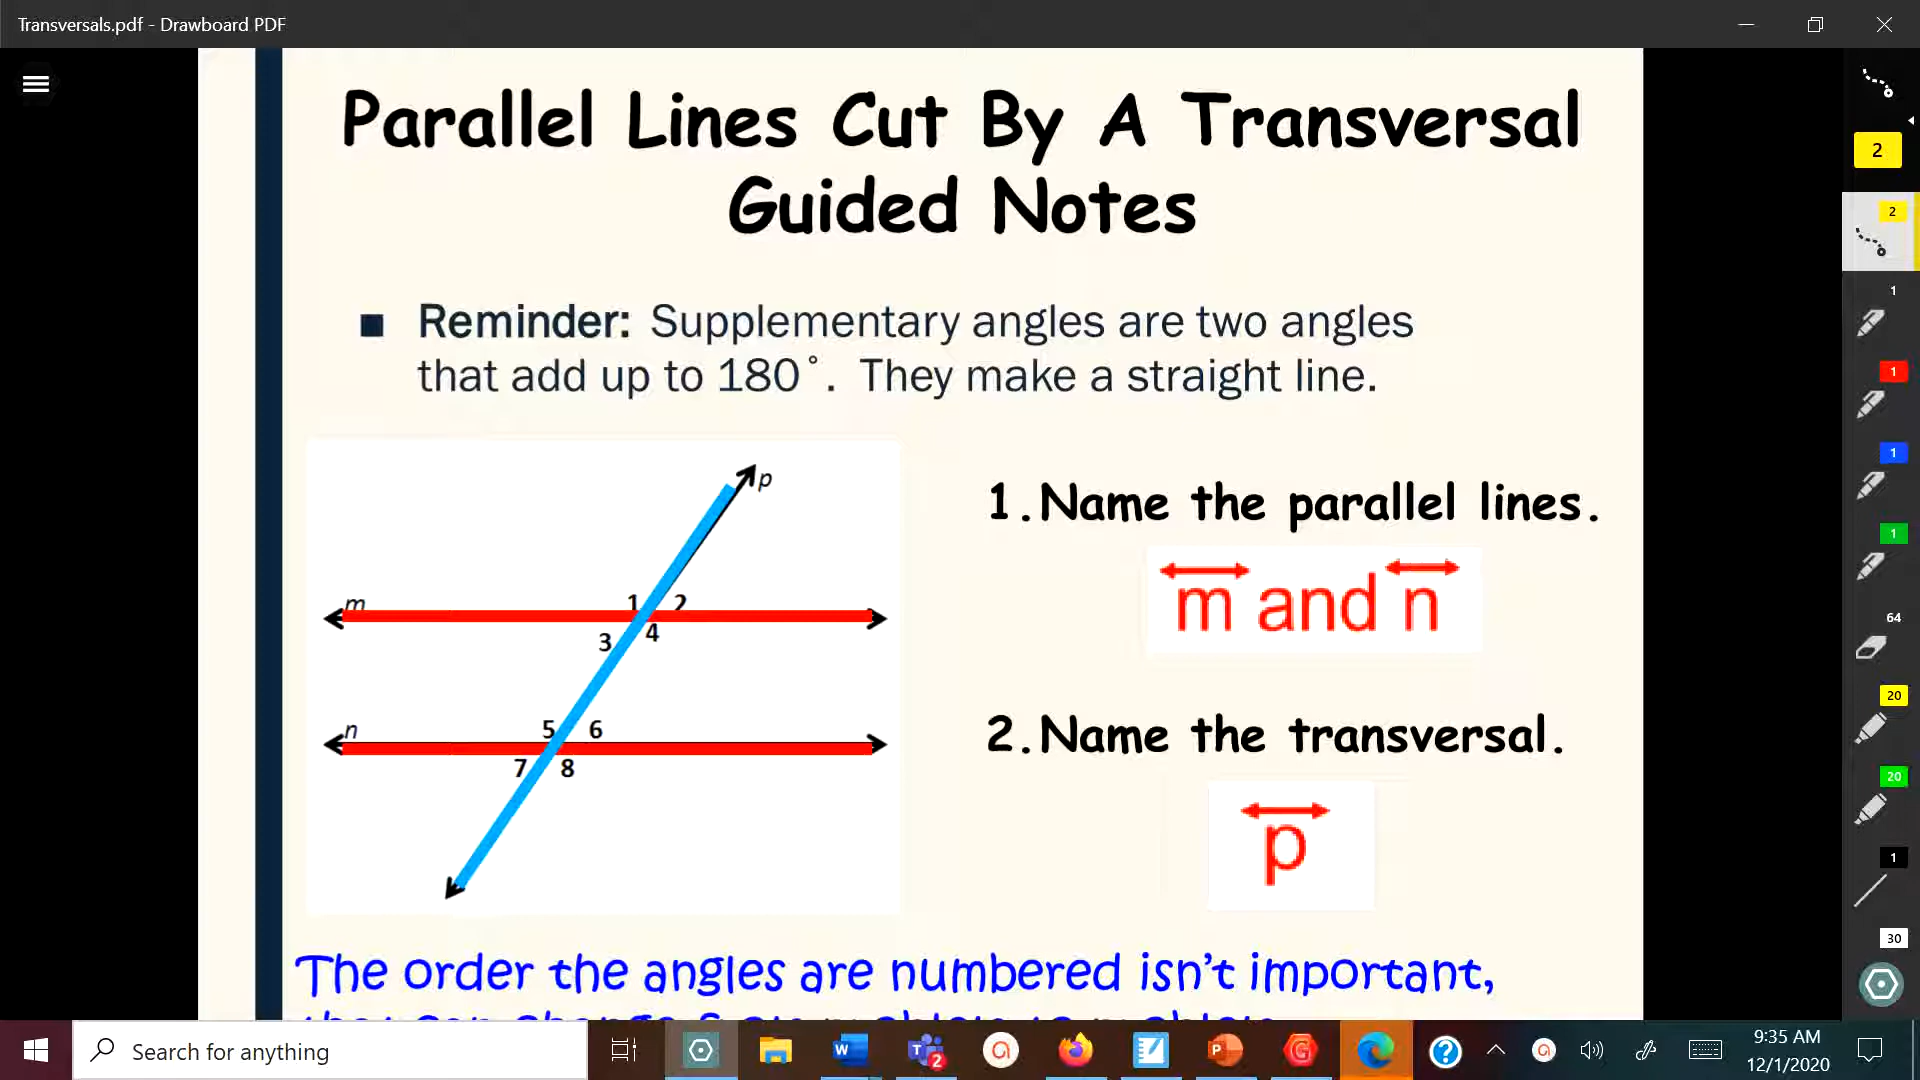 Transversals.pdf - Drawboard PDF
Parallel Lines Cut By A Transversal
Guided Notes
■ Reminder: Supplementary angles are two angles
that add up to 180°. They make a straight line.
p
m
1 2
3 4
n
5 6
7 8
1.Name the parallel lines.
m and n
2.Name the transversal.
p
The order the angles are numbered isn't important,
2
2
1
1
1
1
64
20
20
1
30
Search for anything
2
9:35 AM
12/1/2020